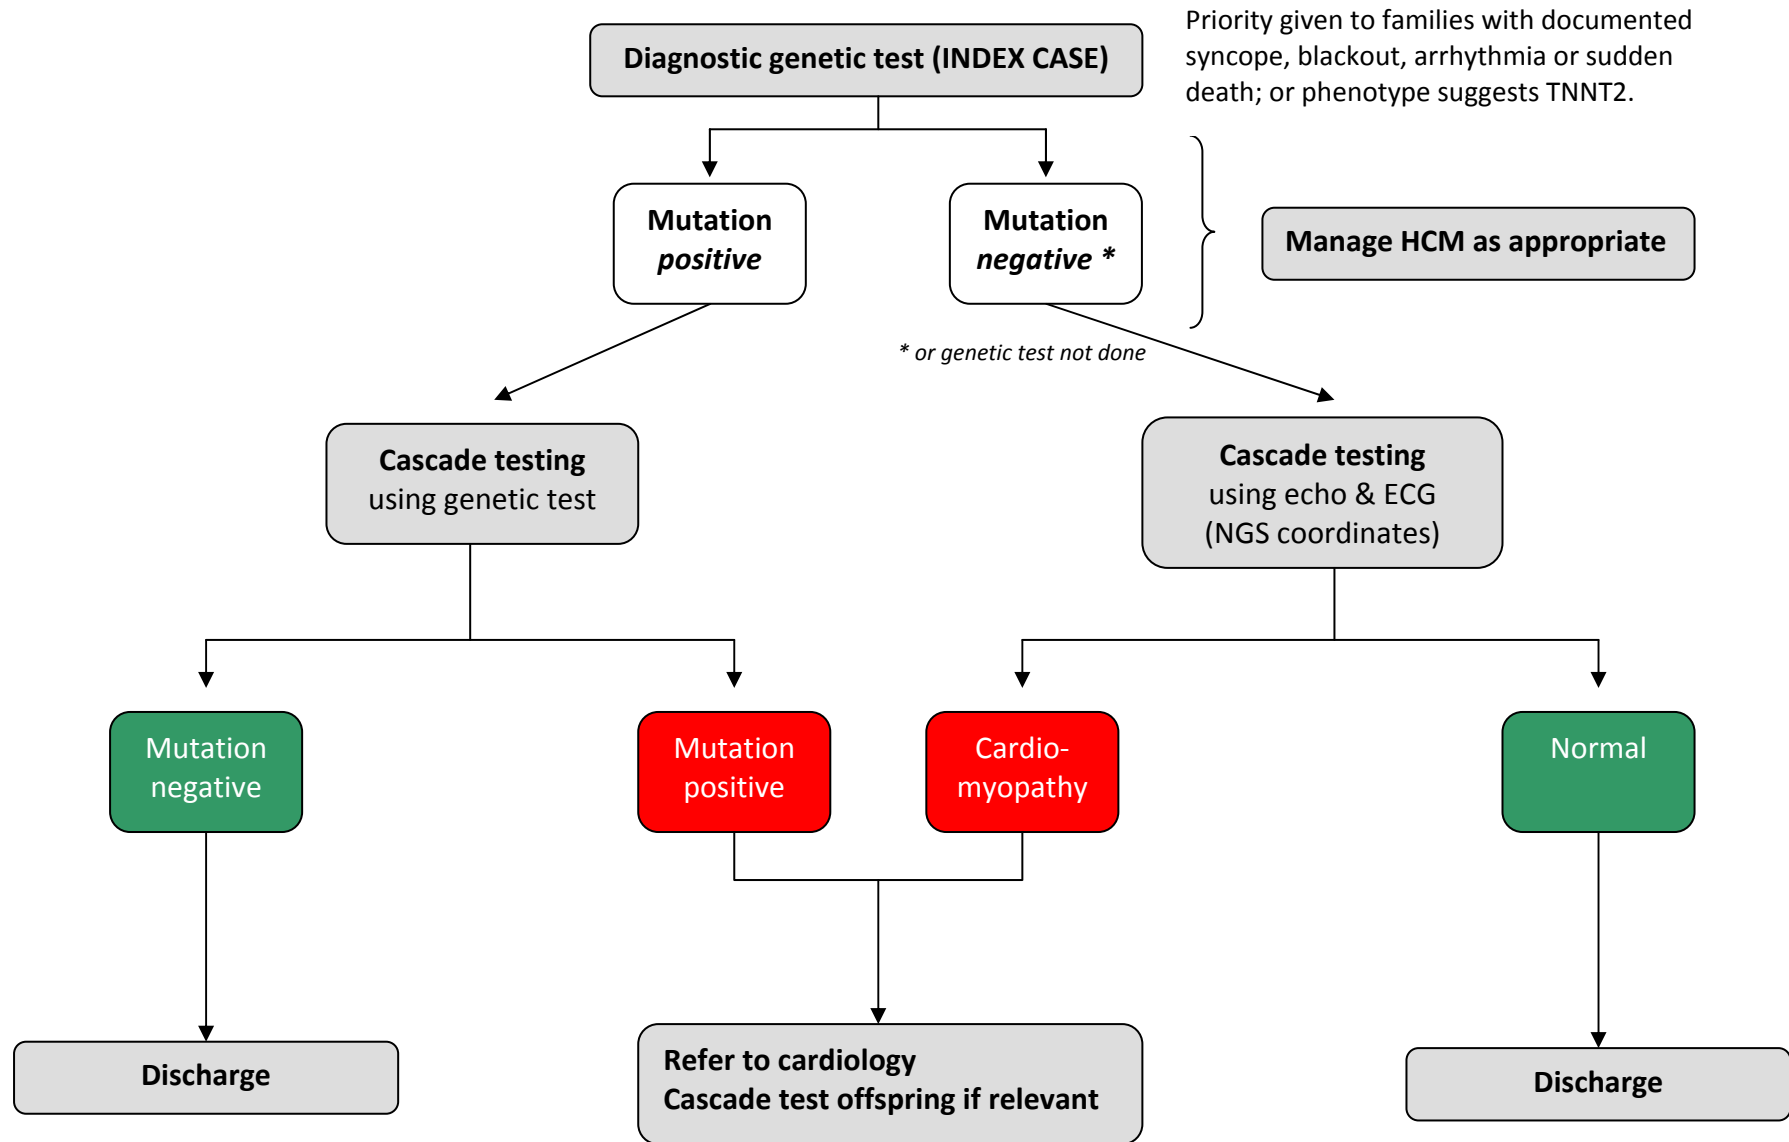 Priority given to families with documented
syncope, blackout, arrhythmia or sudden
death; or phenotype suggests TNNT2.
Diagnostic genetic test (INDEX CASE)
Mutation
positive
Mutation
negative *
Manage HCM as appropriate
* or genetic test not done
Cascade testing
using genetic test
Cascade testing
using echo & ECG
(NGS coordinates)
Mutation
negative
Mutation
positive
Cardio-
myopathy
Normal
Discharge
Refer to cardiology
Cascade test offspring if relevant
Discharge